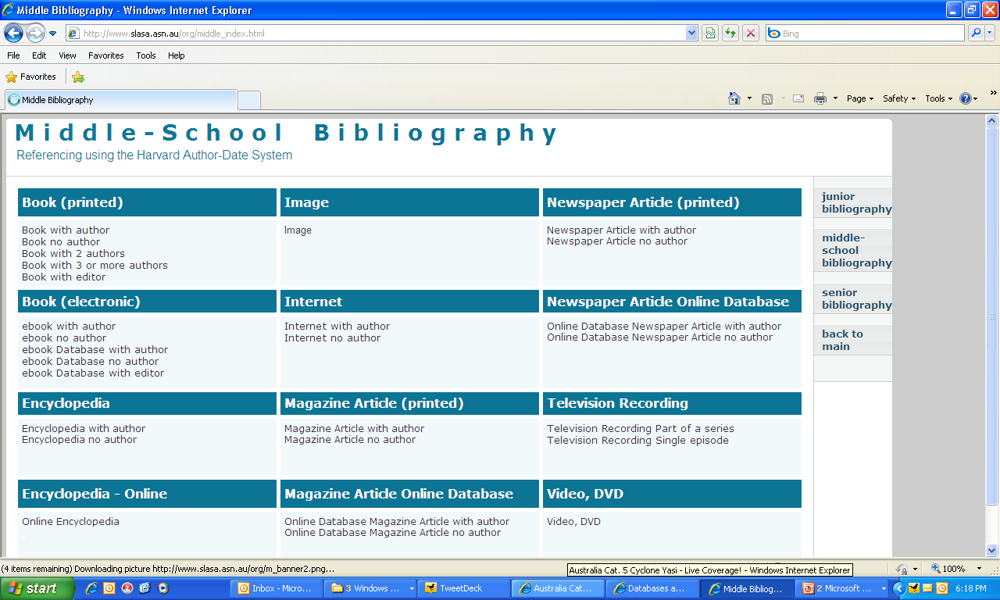 Middle Bibliography - Windows Internet Explorer
http://www.slasa.asn.au/org/middle_index.html
Bing
File Edit View Favorites Tools Help
Favorites
Middle Bibliography
Page Safety Tools
Middle-School Bibliography
Referencing using the Harvard Author-Date System
Book (printed)
Book with author
Book no author
Book with 2 authors
Book with 3 or more authors
Book with editor
Image
Image
Newspaper Article (printed)
Newspaper Article with author
Newspaper Article no author
Book (electronic)
ebook with author
ebook no author
ebook Database with author
ebook Database no author
ebook Database with editor
Internet
Internet with author
Internet no author
Newspaper Article Online Database
Online Database Newspaper Article with author
Online Database Newspaper Article no author
Encyclopedia
Encyclopedia with author
Encyclopedia no author
Magazine Article (printed)
Magazine Article with author
Magazine Article no author
Television Recording
Television Recording Part of a series
Television Recording Single episode
Encyclopedia - Online
Online Encyclopedia
Magazine Article Online Database
Online Database Magazine Article with author
Online Database Magazine Article no author
Video, DVD
Video, DVD
junior
bibliography
middle-
school
bibliography
senior
bibliography
back to
main
(4 items remaining) Downloading picture http://www.slasa.asn.au/org/m_banner2.png...
Australia Cat. 5 Cyclone Yasi - Live Coverage! - Windows Internet Explorer
100%
start
Inbox - Micro...
3 Windows ...
TweetDeck
Australia Cat...
Databases a...
Middle Bibliog...
2 Microsoft ...
6:18 PM